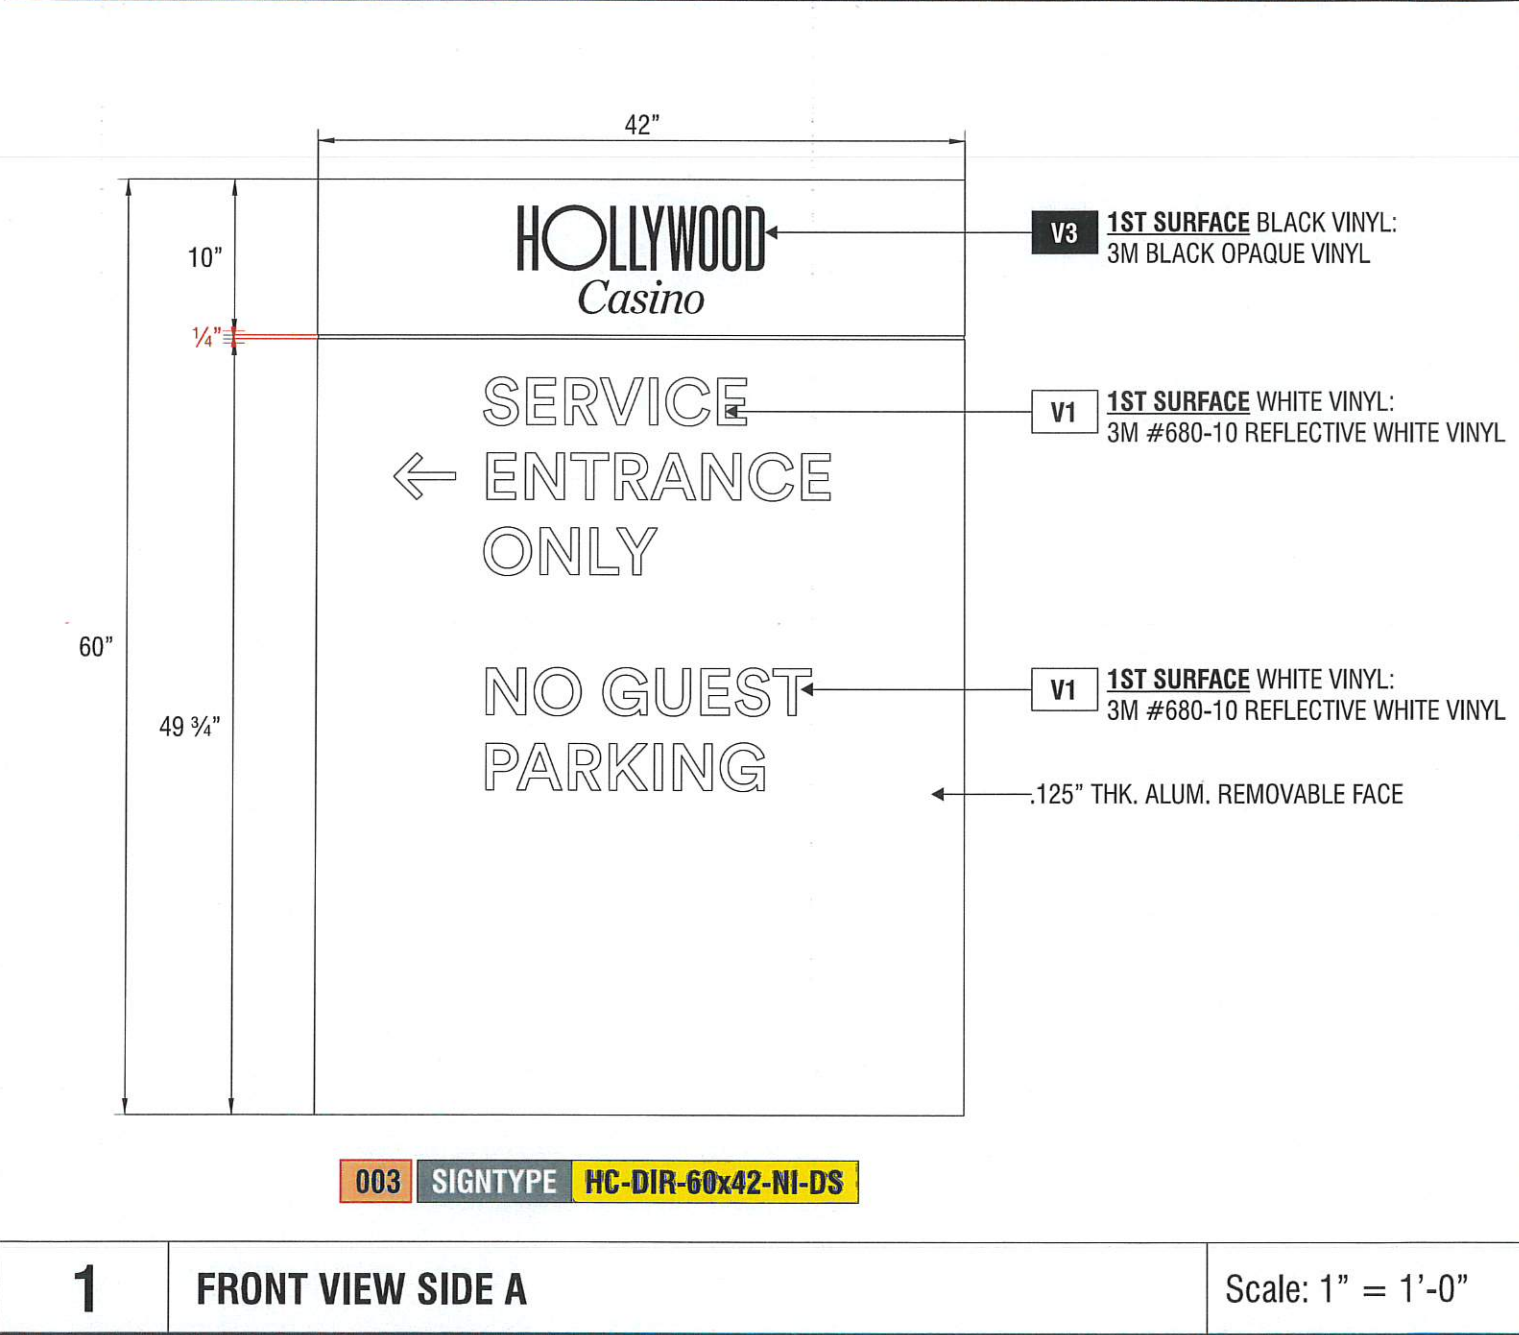 42”
10”
¼”
60”
49 ¾”
HOLLYWOOD
Casino
SERVICE
← ENTRANCE
ONLY
NO GUEST
PARKING
V3 1ST SURFACE BLACK VINYL:
3M BLACK OPAQUE VINYL
V1 1ST SURFACE WHITE VINYL:
3M #680-10 REFLECTIVE WHITE VINYL
V1 1ST SURFACE WHITE VINYL:
3M #680-10 REFLECTIVE WHITE VINYL
.125” THK. ALUM. REMOVABLE FACE
003 SIGNTYPE HC-DIR-60x42-NI-DS
1 FRONT VIEW SIDE A
Scale: 1” = 1’-0”